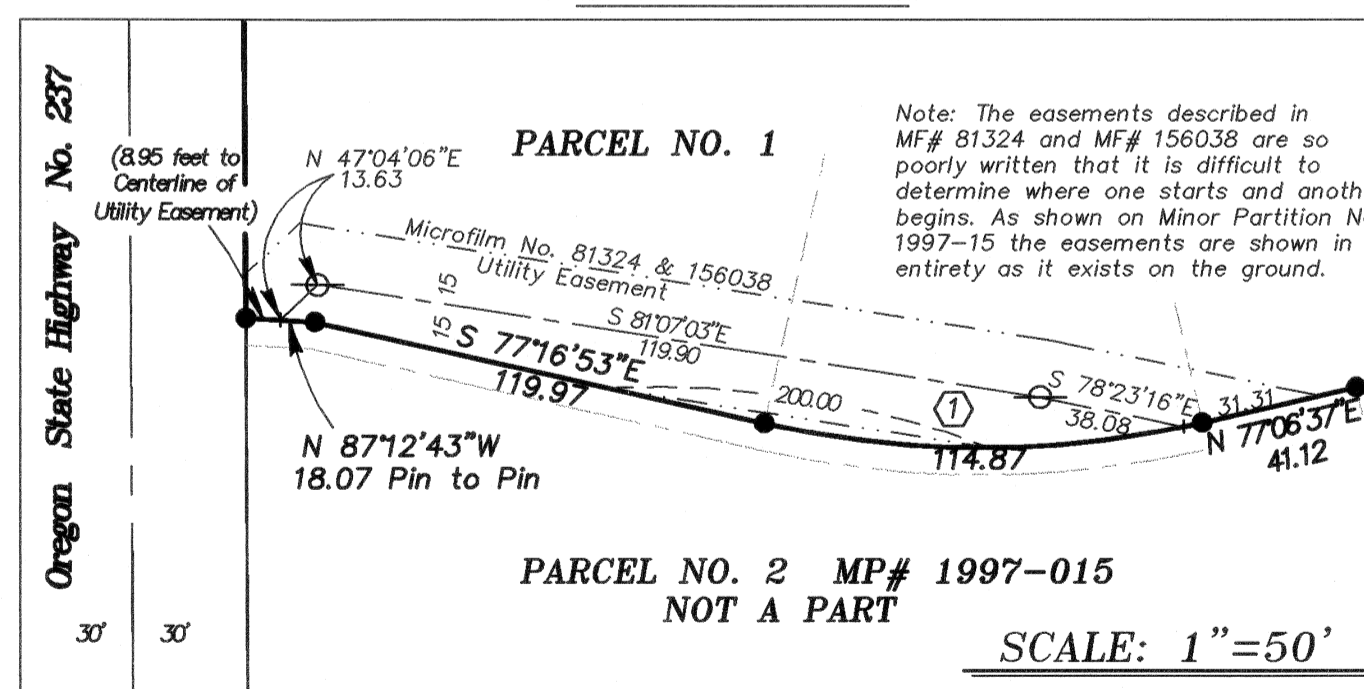 Oregon State Highway No. 237
(8.95 feet to
Centerline of
Utility Easement)
N 47°04'06"E
13.63
PARCEL NO. 1
Note: The easements described in
MF# 81324 and MF# 156038 are so
poorly written that it is difficult to
determine where one starts and anoth
begins. As shown on Minor Partition N
1997-15 the easements are shown in
entirety as it exists on the ground.
Microfilm No. 81324 & 156038
Utility Easement
15
15
S 81°07'03"E
119.90
S 77°16'53"E
119.97
200.00
1
S 78°23'16"E
38.08
31.31
N 77°06'37"E
41.12
114.87
N 87°12'43"W
18.07 Pin to Pin
PARCEL NO. 2 MP# 1997-015
NOT A PART
30'
30'
SCALE: 1"=50'